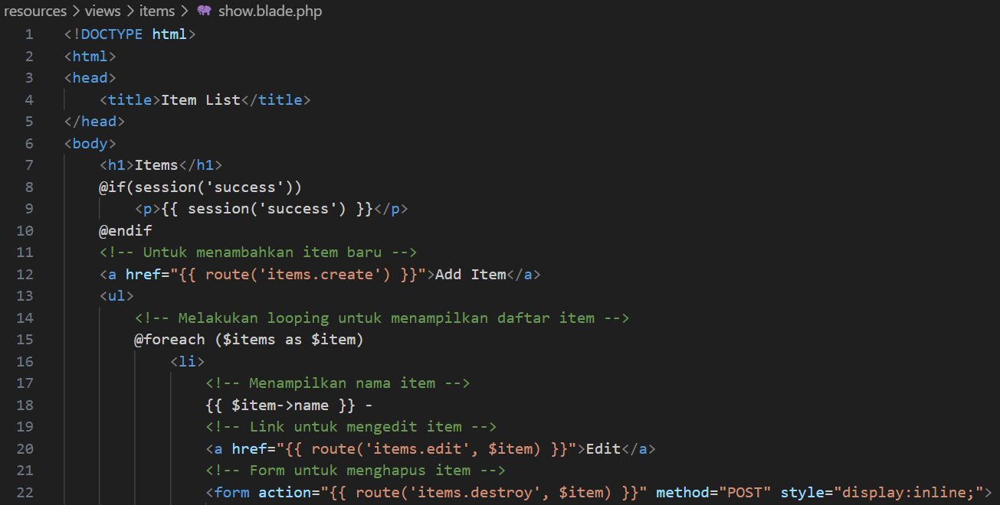 resources > views > items > show.blade.php
1 <!DOCTYPE html>
2 <html>
3 <head>
4     <title>Item List</title>
5 </head>
6 <body>
7     <h1>Items</h1>
8     @if(session('success'))
9         <p>{{ session('success') }}</p>
10     @endif
11     <!-- Untuk menambahkan item baru -->
12     <a href="{{ route('items.create') }}">Add Item</a>
13     <ul>
14         <!-- Melakukan looping untuk menampilkan daftar item -->
15         @foreach ($items as $item)
16             <li>
17                 <!-- Menampilkan nama item -->
18                 {{ $item->name }} -
19                 <!-- Link untuk mengedit item -->
20                 <a href="{{ route('items.edit', $item) }}">Edit</a>
21                 <!-- Form untuk menghapus item -->
22                 <form action="{{ route('items.destroy', $item) }}" method="POST" style="display:inline;">